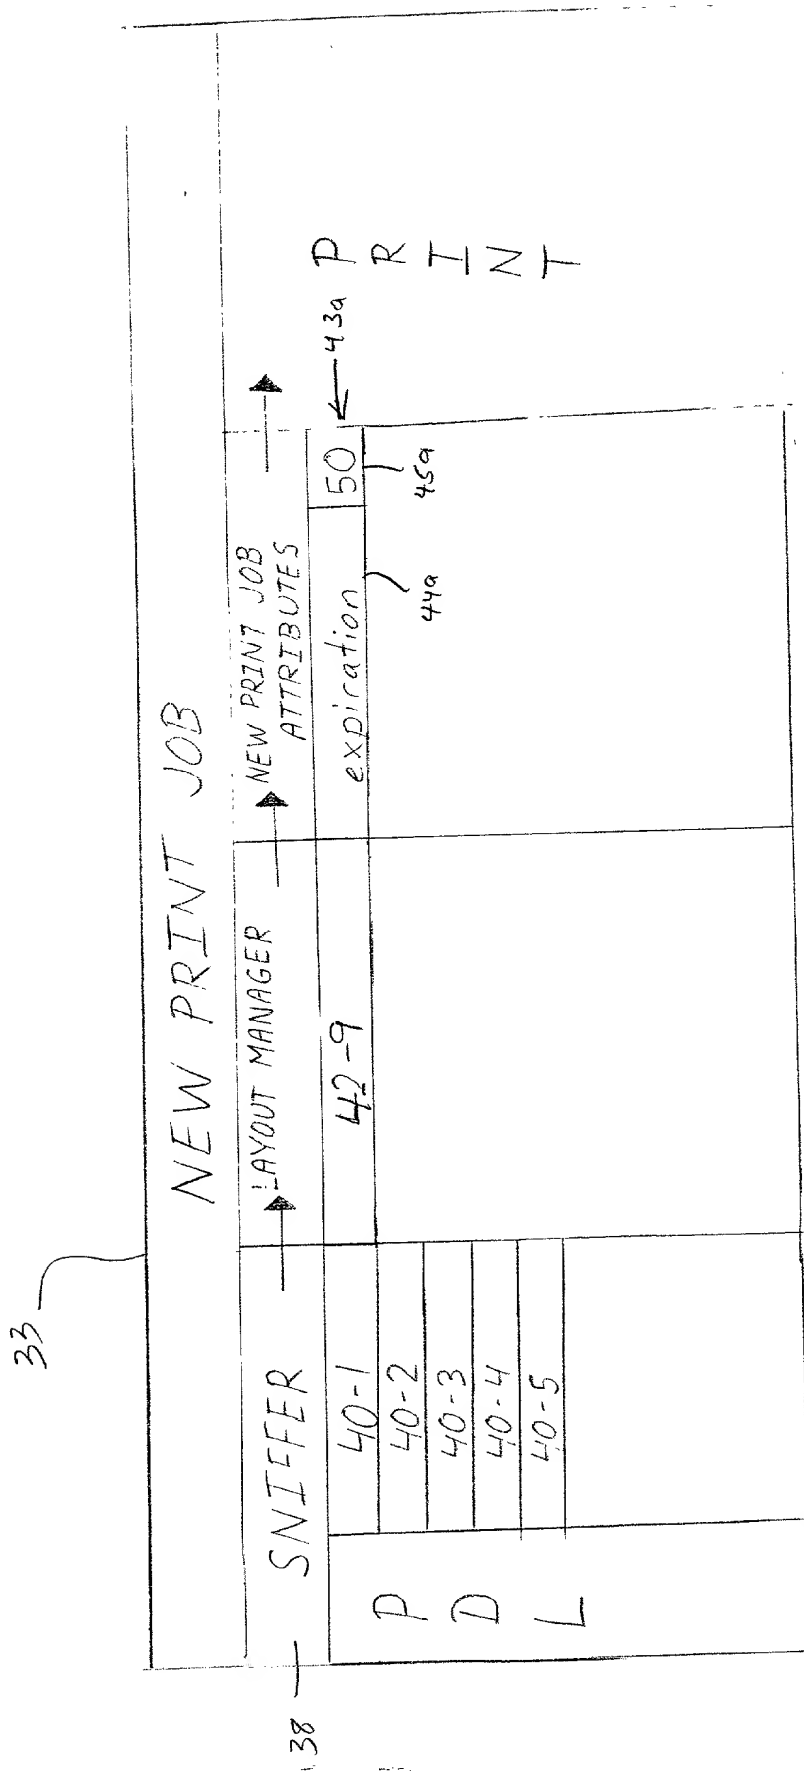 33
NEW PRINT JOB
38
SNIFFER
LAYOUT MANAGER
NEW PRINT JOB
ATTRIBUTES
P
D
L
40-1
40-2
40-3
40-4
40-5
42-9
expiration
50
43a
44a
45a
P
R
I
N
T